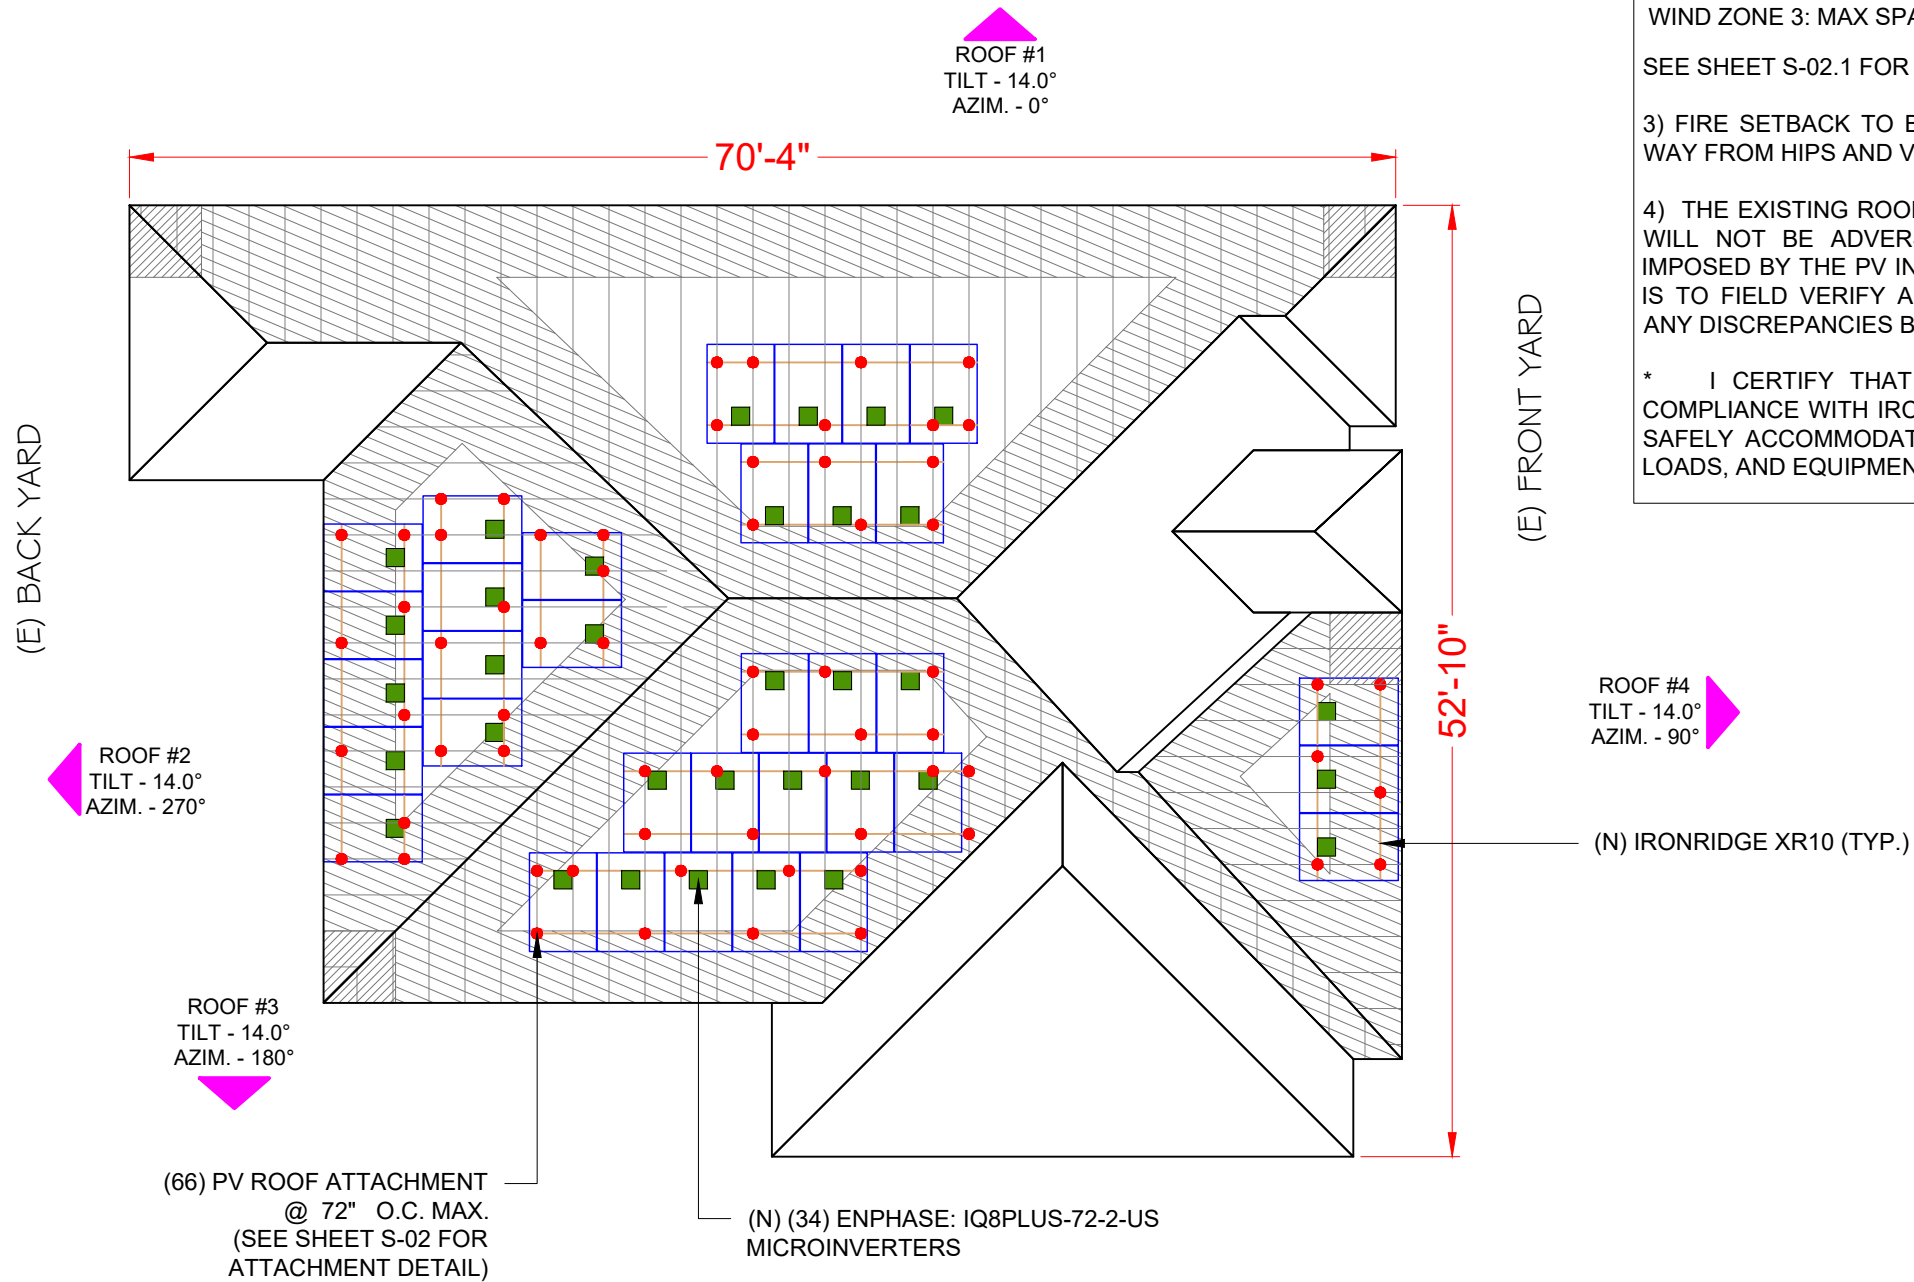 ROOF #1
TILT - 14.0°
AZIM. - 0°
70'-4"
WIND ZONE 3: MAX SPA
SEE SHEET S-02.1 FOR
3) FIRE SETBACK TO B
WAY FROM HIPS AND V
4) THE EXISTING ROOF
WILL NOT BE ADVERS
IMPOSED BY THE PV IN
IS TO FIELD VERIFY A
ANY DISCREPANCIES B
* I CERTIFY THAT
COMPLIANCE WITH IRC
SAFELY ACCOMMODAT
LOADS, AND EQUIPMEN
(E) BACK YARD
(E) FRONT YARD
52'-10"
ROOF #2
TILT - 14.0°
AZIM. - 270°
ROOF #4
TILT - 14.0°
AZIM. - 90°
(N) IRONRIDGE XR10 (TYP.)
ROOF #3
TILT - 14.0°
AZIM. - 180°
(66) PV ROOF ATTACHMENT
@ 72" O.C. MAX.
(SEE SHEET S-02 FOR
ATTACHMENT DETAIL)
(N) (34) ENPHASE: IQ8PLUS-72-2-US
MICROINVERTERS